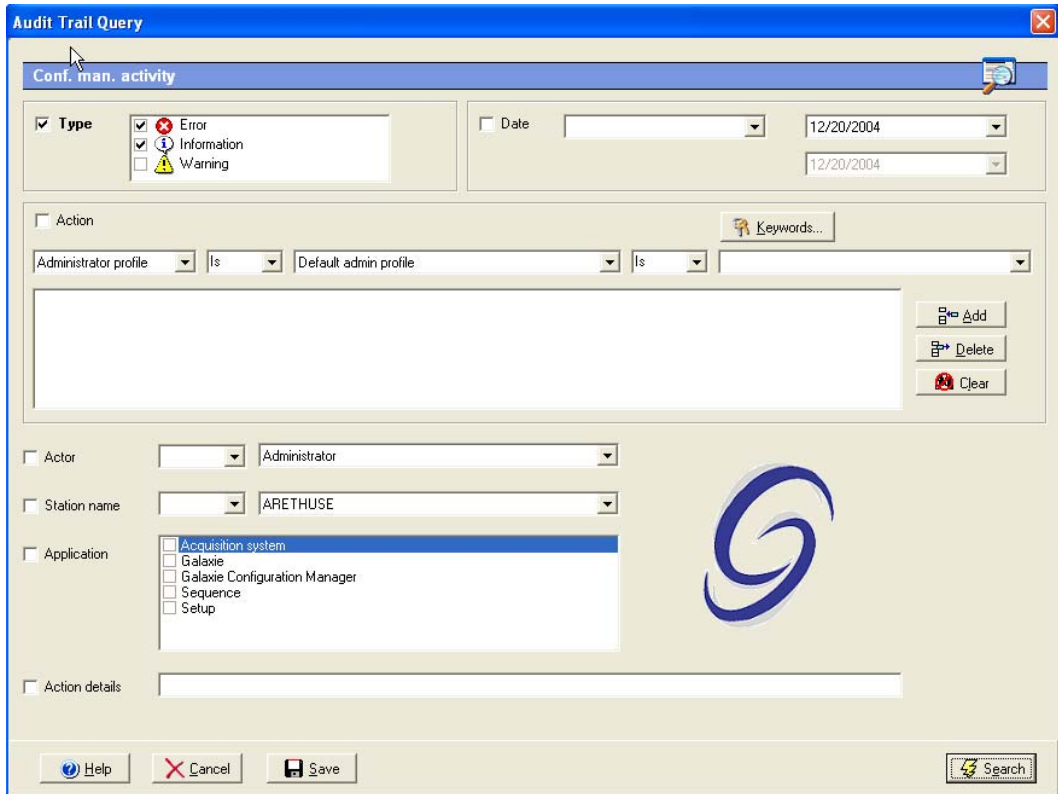 Audit Trail Query
Conf. man. activity
Type
Error
Information
Warning
Date
12/20/2004
12/20/2004
Action
Keywords...
Administrator profile
Is
Default admin profile
Is
Add
Delete
Clear
Actor
Administrator
Station name
ARETHUSE
Application
Acquisition system
Galaxie
Galaxie Configuration Manager
Sequence
Setup
Action details
Help
Cancel
Save
Search